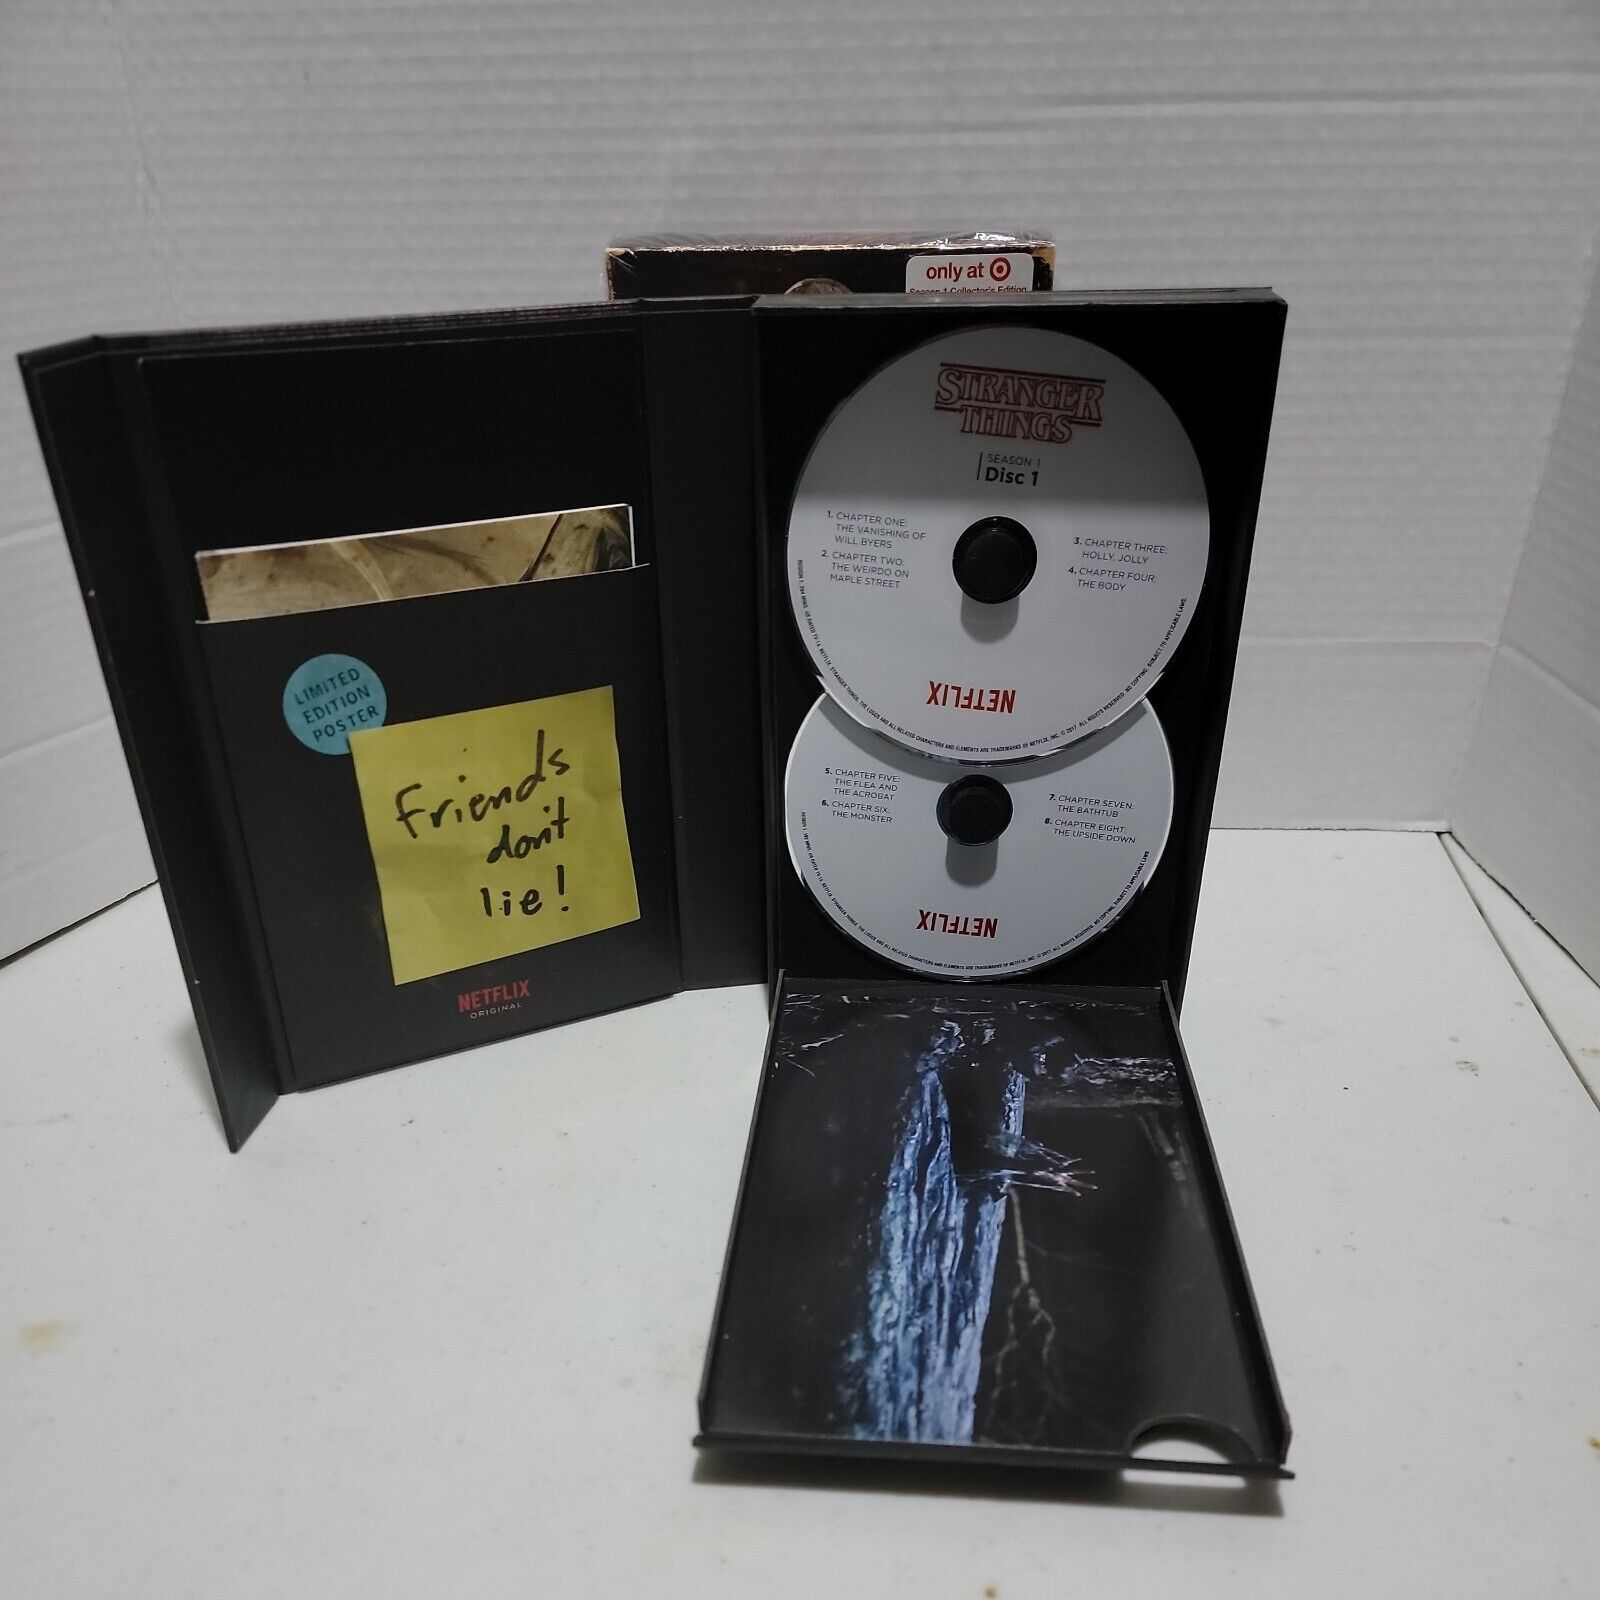 only at
Season 1 Collector's Edition
STRANGER
THINGS
SEASON 1
Disc 1
1. CHAPTER ONE:
THE VANISHING OF
WILL BYERS
2. CHAPTER TWO:
THE WEIRDO ON
MAPLE STREET
3. CHAPTER THREE:
HOLLY, JOLLY
4. CHAPTER FOUR:
THE BODY
NETFLIX
LIMITED
EDITION
POSTER
Friends
don't
lie!
NETFLIX
ORIGINAL
5. CHAPTER FIVE:
THE FLEA AND
THE ACROBAT
6. CHAPTER SIX:
THE MONSTER
7. CHAPTER SEVEN:
THE BATHTUB
8. CHAPTER EIGHT
THE UPSIDE DOWN
NETFLIX